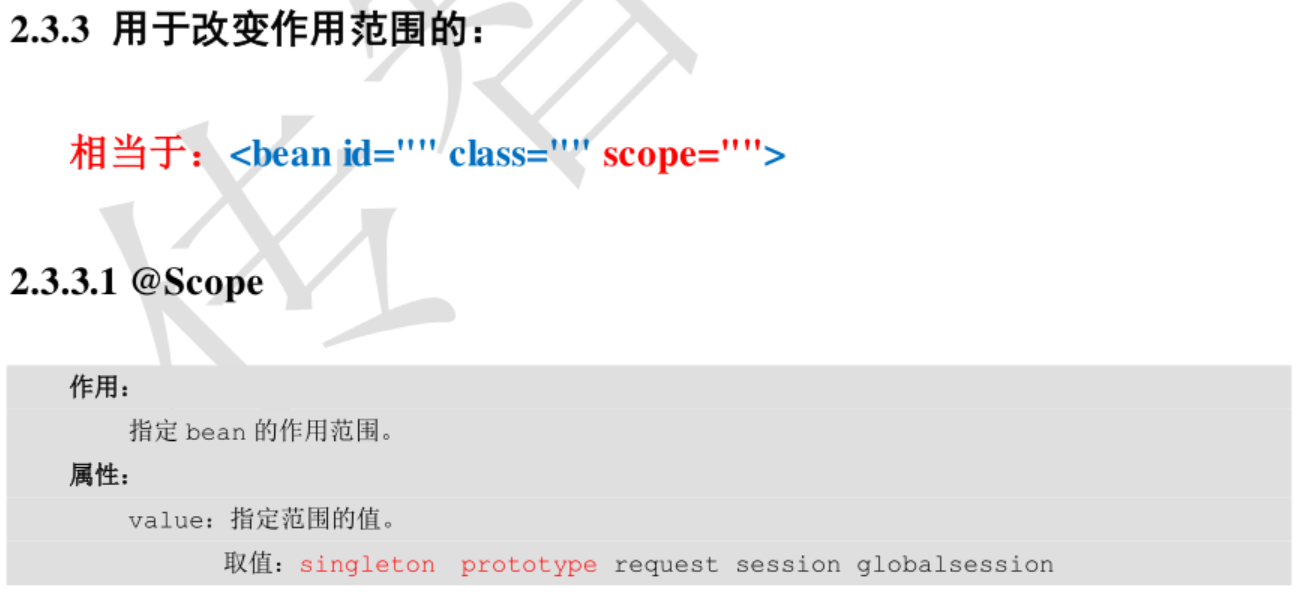 2.3.3 用于改变作用范围的：
相当于：<bean id="" class="" scope="">
2.3.3.1 @Scope
作用：
指定 bean 的作用范围。
属性：
value：指定范围的值。
取值：singleton prototype request session globalsession